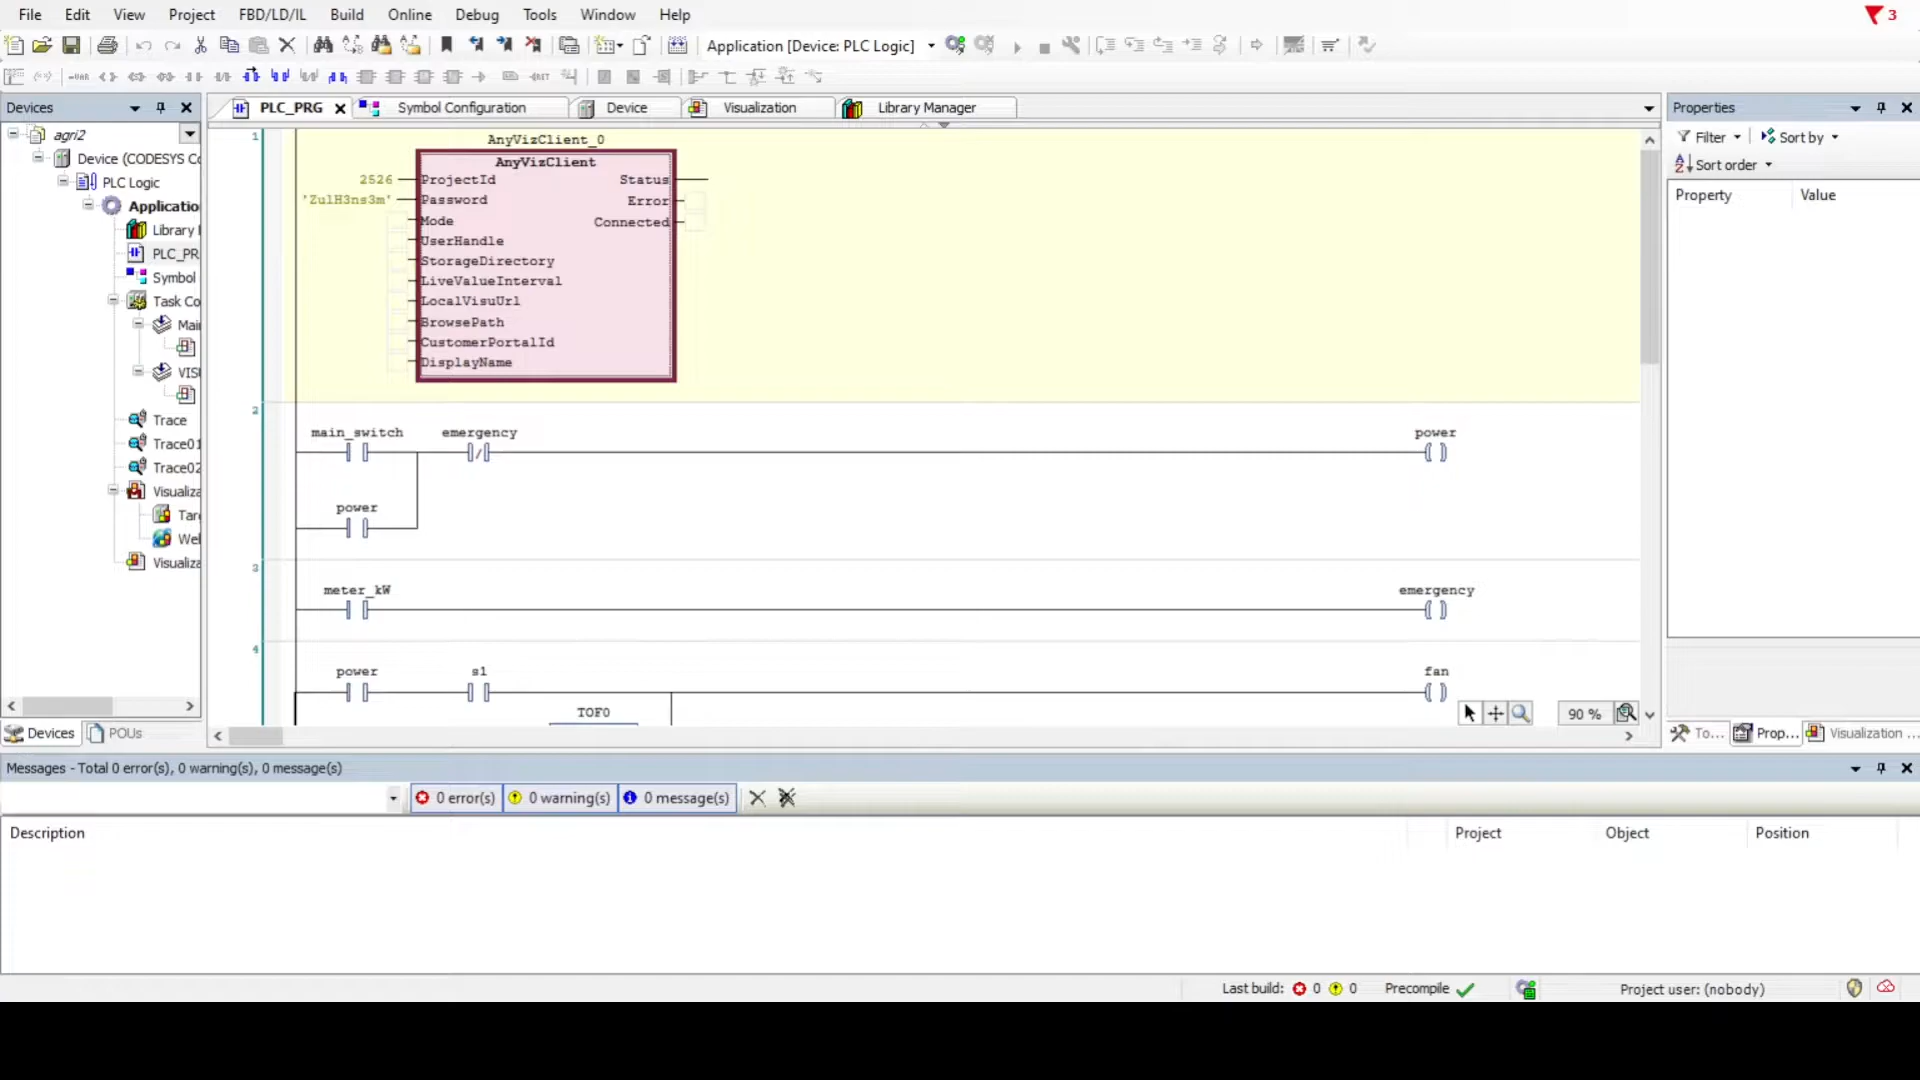 File Edit View Project FBD/LD/IL Build Online Debug Tools Window Help
3
Application [Device: PLC Logic]
Devices
PLC_PRG Symbol Configuration Device Visualization Library Manager
Properties
agri2
Device (CODESYS Co
PLC Logic
Applicatio
Library
PLC_PR
Symbol
Task Co
Mai
VIS
Trace
Trace01
Trace02
Visualiza
Tar
We
Visualiza
Devices POUs
1
AnyVizClient_0
AnyVizClient
2526 ProjectId Status
'ZulH3ns3m' Password Error
Mode Connected
UserHandle
StorageDirectory
LiveValueInterval
LocalVisuUrl
BrowsePath
CustomerPortalId
DisplayName
2
main_switch emergency power
power
3
meter_kW emergency
4
power s1 fan
TOF0
90 %
Filter Sort by
Sort order
Property Value
To... Prop... Visualization ...
Messages - Total 0 error(s), 0 warning(s), 0 message(s)
0 error(s) 0 warning(s) 0 message(s)
Description Project Object Position
Last build: 0 0 Precompile Project user: (nobody)